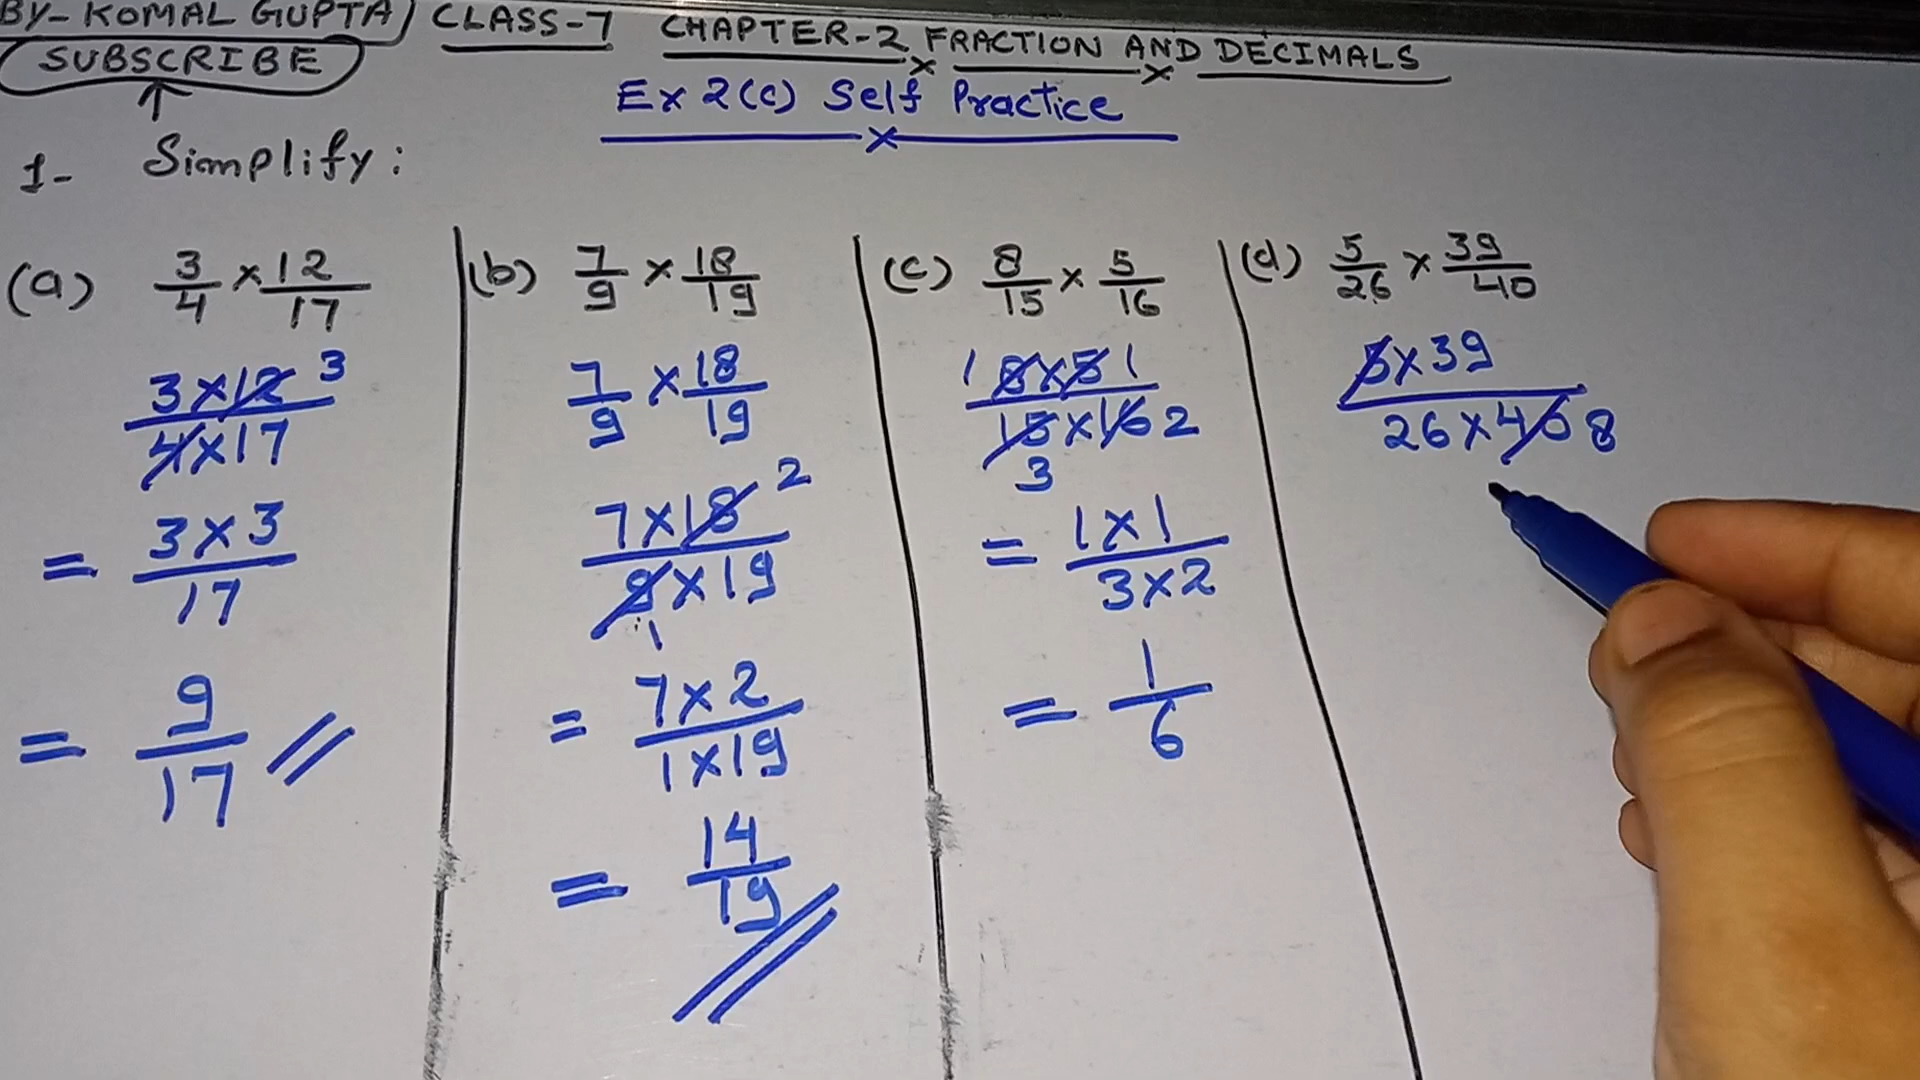 BY-KOMAL GUPTA CLASS-7 CHAPTER-2 FRACTION AND DECIMALS
SUBSCRIBE
Ex 2(c) Self Practice
1- Simplify:
(a) 3/4 × 12/17
3×12 3
4×17
= 3×3
17
= 9/17
(b) 7/9 × 18/19
7/9 × 18/19
7×18 2
9×19
1
= 7×2
1×19
= 14/19
(c) 8/15 × 5/16
1 8×5 1
15×16 2
3
= 1×1
3×2
= 1/6
(d) 5/26 × 39/40
5×39
26×40 8